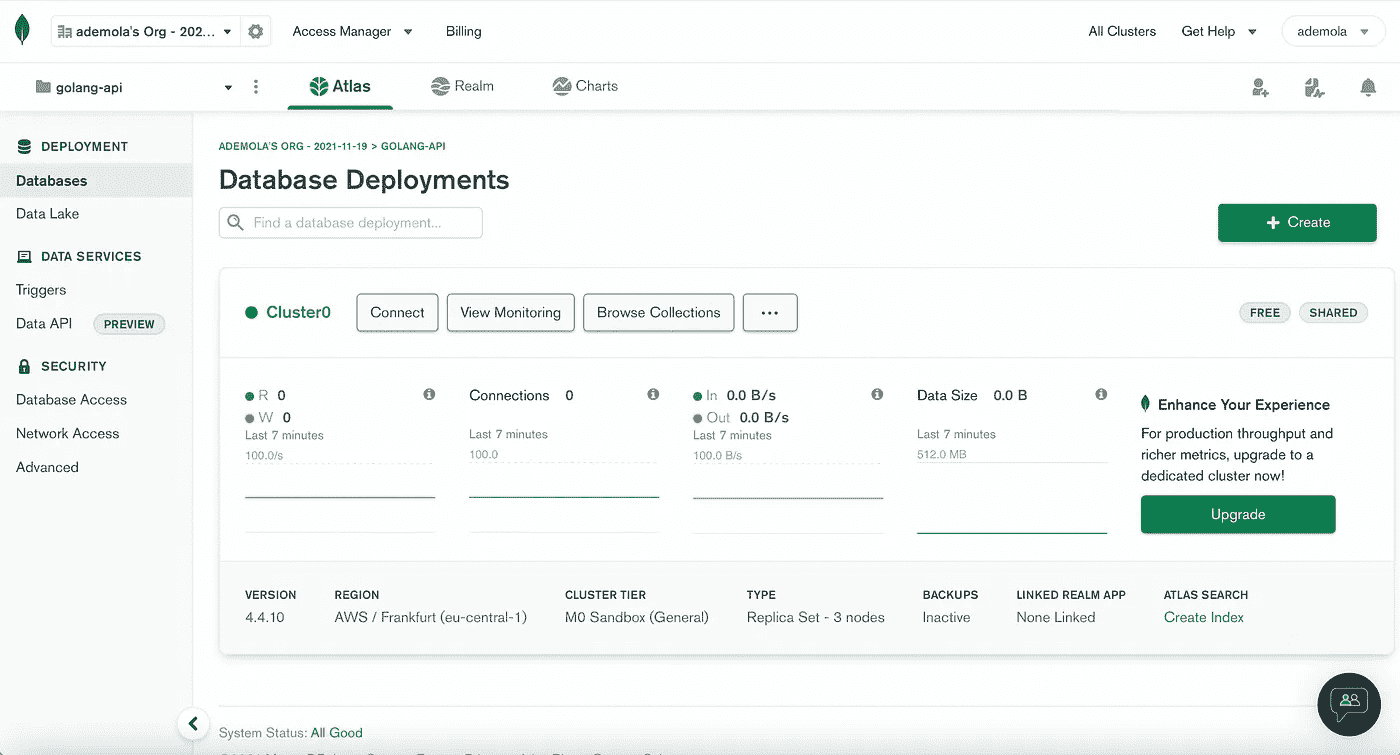 ademola's Org - 202...
Access Manager
Billing
All Clusters
Get Help
ademola
golang-api
Atlas
Realm
Charts
DEPLOYMENT
Databases
Data Lake
DATA SERVICES
Triggers
Data API PREVIEW
SECURITY
Database Access
Network Access
Advanced
ADEMOLA'S ORG - 2021-11-19 > GOLANG-API
Database Deployments
Find a database deployment...
+ Create
Cluster0
Connect
View Monitoring
Browse Collections
...
FREE
SHARED
R 0
W 0
Last 7 minutes
100.0/s
Connections 0
Last 7 minutes
100.0
In 0.0 B/s
Out 0.0 B/s
Last 7 minutes
100.0 B/s
Data Size 0.0 B
Last 7 minutes
512.0 MB
Enhance Your Experience
For production throughput and
richer metrics, upgrade to a
dedicated cluster now!
Upgrade
VERSION
4.4.10
REGION
AWS / Frankfurt (eu-central-1)
CLUSTER TIER
M0 Sandbox (General)
TYPE
Replica Set - 3 nodes
BACKUPS
Inactive
LINKED REALM APP
None Linked
ATLAS SEARCH
Create Index
System Status: All Good